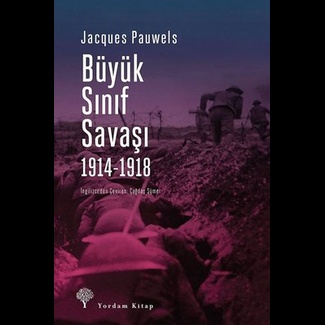 Jacques Pauwels
Büyük
Sınıf
Savaşı
1914-1918
İngilizceden Çeviren: Çağdaş Sümer
Yordam Kitap